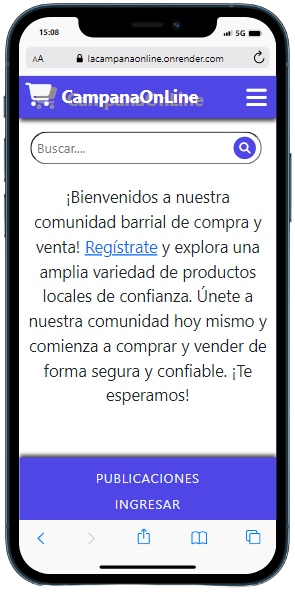 15:08
5G
AA
lacampanaonline.onrender.com
CampanaOnLine
Buscar....
¡Bienvenidos a nuestra
comunidad barrial de compra y
venta! Regístrate y explora una
amplia variedad de productos
locales de confianza. Únete a
nuestra comunidad hoy mismo y
comienza a comprar y vender de
forma segura y confiable. ¡Te
esperamos!
PUBLICACIONES
INGRESAR